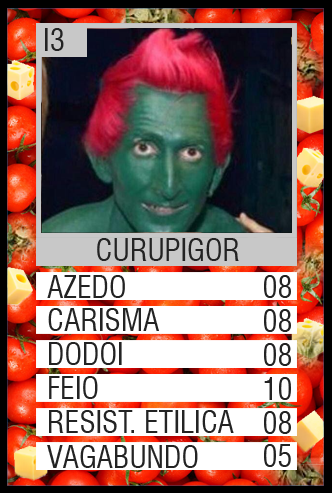 I3
CURUPIGOR
AZEDO 08
CARISMA 08
DODOI 08
FEIO 10
RESIST. ETILICA 08
VAGABUNDO 05